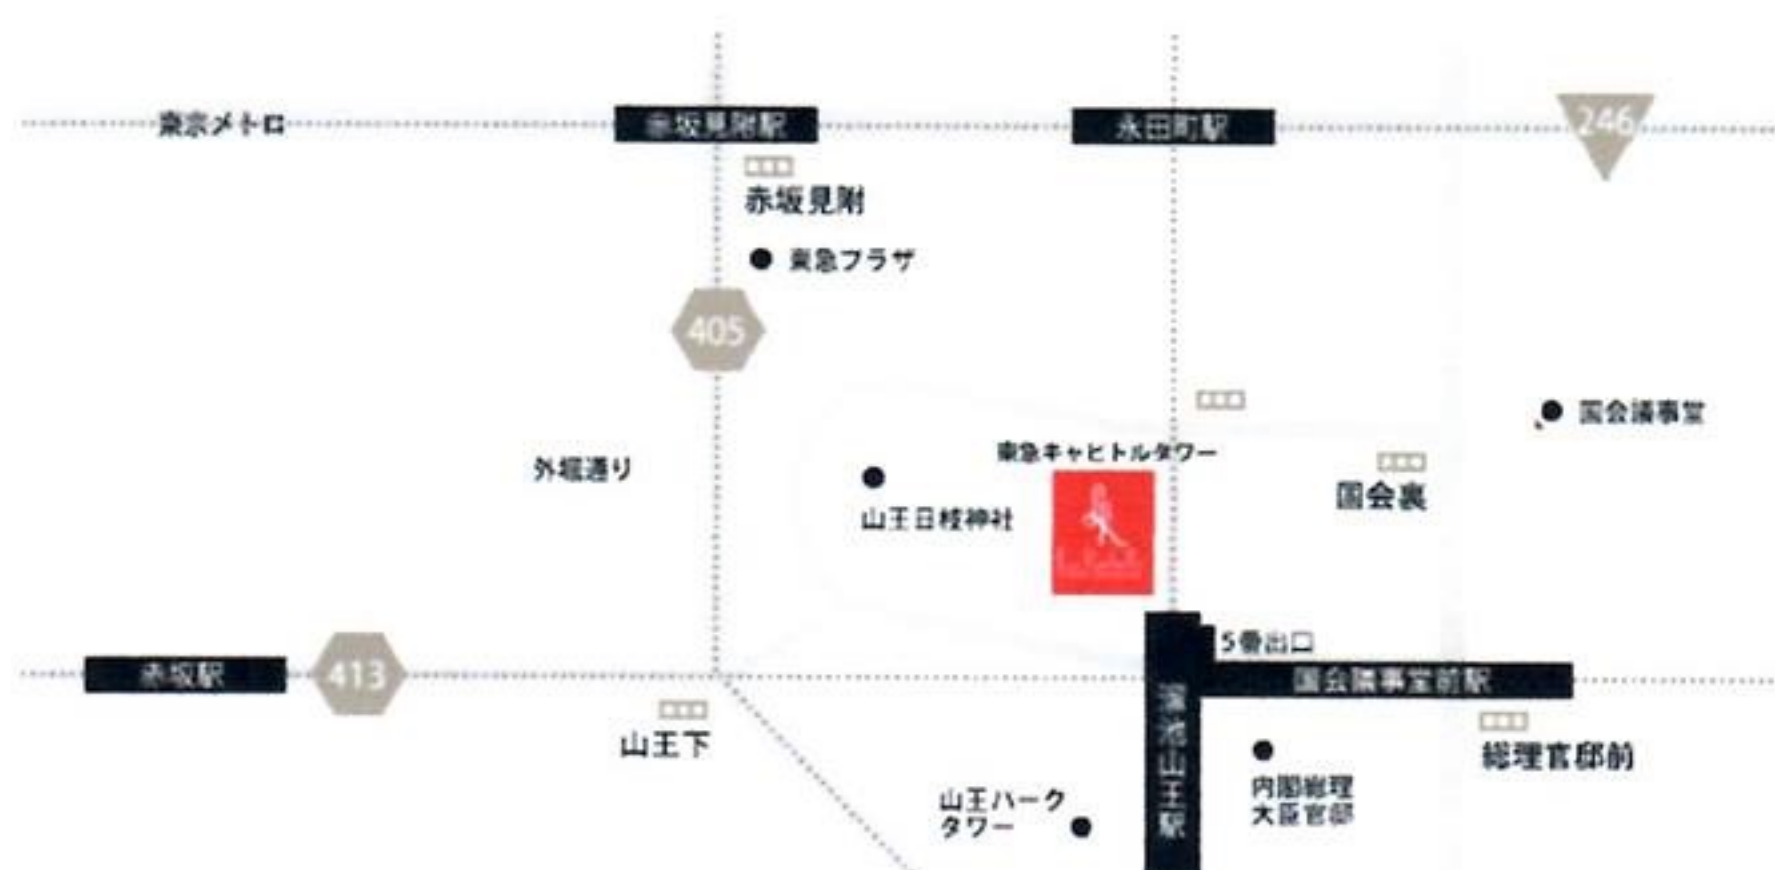 東京メトロ
赤坂見附駅
永田町駅
246
赤坂見附
東急プラザ
405
国会議事堂
東急キャピトルタワー
外堀通り
国会裏
山王日枝神社
5番出口
赤坂駅
413
国会議事堂前駅
溜池山王駅
山王下
総理官邸前
内閣総理
大臣官邸
山王パーク
タワー